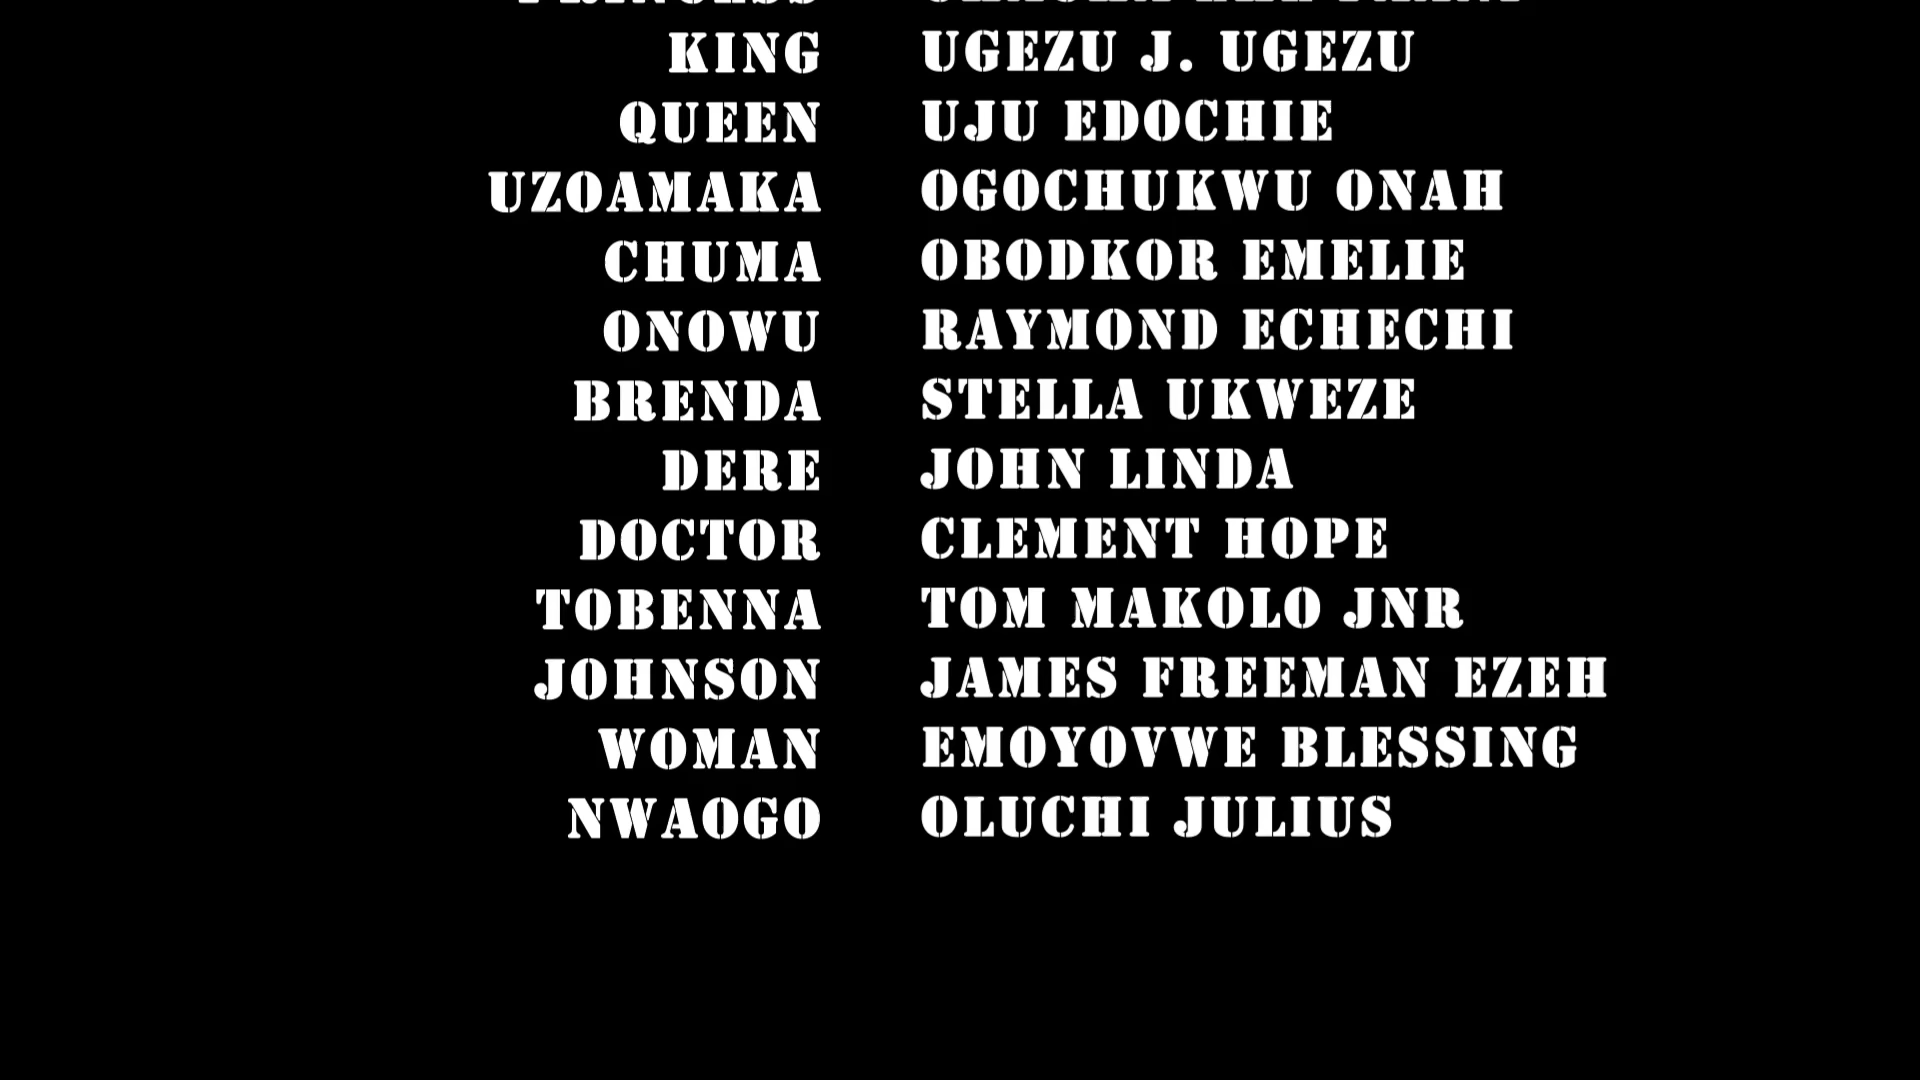 KING UGEZU J. UGEZU
QUEEN UJU EDOCHIE
UZOAMAKA OGOCHUKWU ONAH
CHUMA OBODKOR EMELIE
ONOWU RAYMOND ECHECHI
BRENDA STELLA UKWEZE
DERE JOHN LINDA
DOCTOR CLEMENT HOPE
TOBENNA TOM MAKOLO JNR
JOHNSON JAMES FREEMAN EZEH
WOMAN EMOYOVWE BLESSING
NWAOGO OLUCHI JULIUS